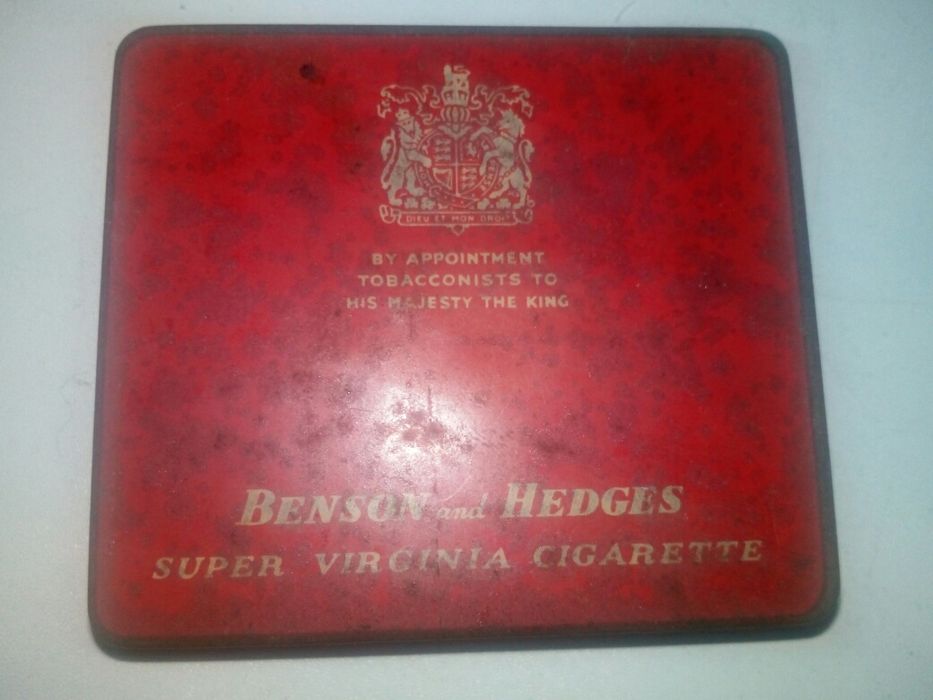 DIEU ET MON DROIT
BY APPOINTMENT
TOBACCONISTS TO
HIS MAJESTY THE KING
BENSON and HEDGES
SUPER VIRGINIA CIGARETTE